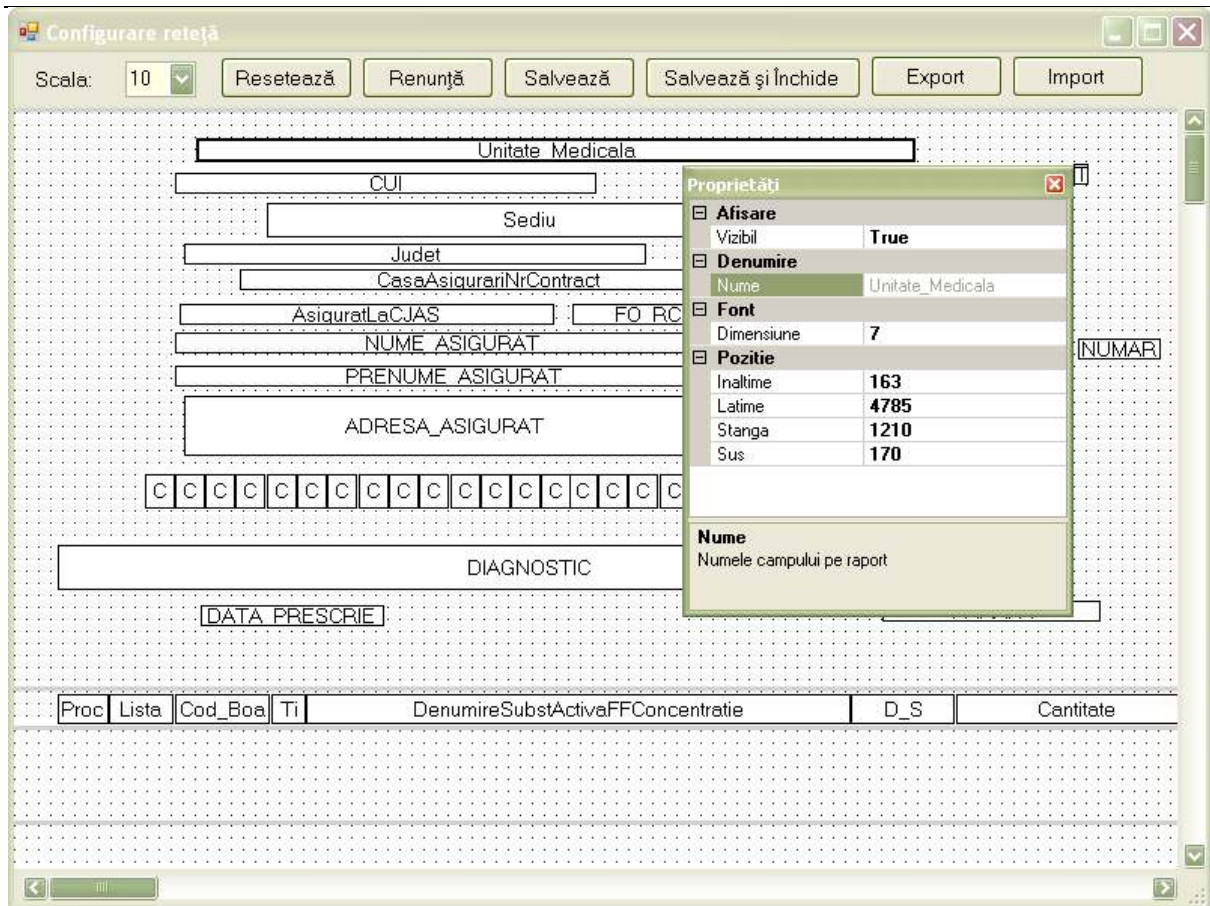 Configurare rețetă
Scala: 10 Resetează Renunță Salvează Salvează și Închide Export Import
Unitate_Medicala
CUI
T
Sediu
Judet
CasaAsigurariNrContract
AsiguratLaCJAS FO_RC
NUME_ASIGURAT
NUMAR
PRENUME_ASIGURAT
ADRESA_ASIGURAT
C C C C C C C C C C C C C C C C C C
DIAGNOSTIC
DATA_PRESCRIE
Proc Lista Cod_Boa Ti DenumireSubstActivaFFConcentratie D_S Cantitate
Proprietăți
Afisare
Vizibil True
Denumire
Nume Unitate_Medicala
Font
Dimensiune 7
Pozitie
Inaltime 163
Latime 4785
Stanga 1210
Sus 170
Nume
Numele campului pe raport